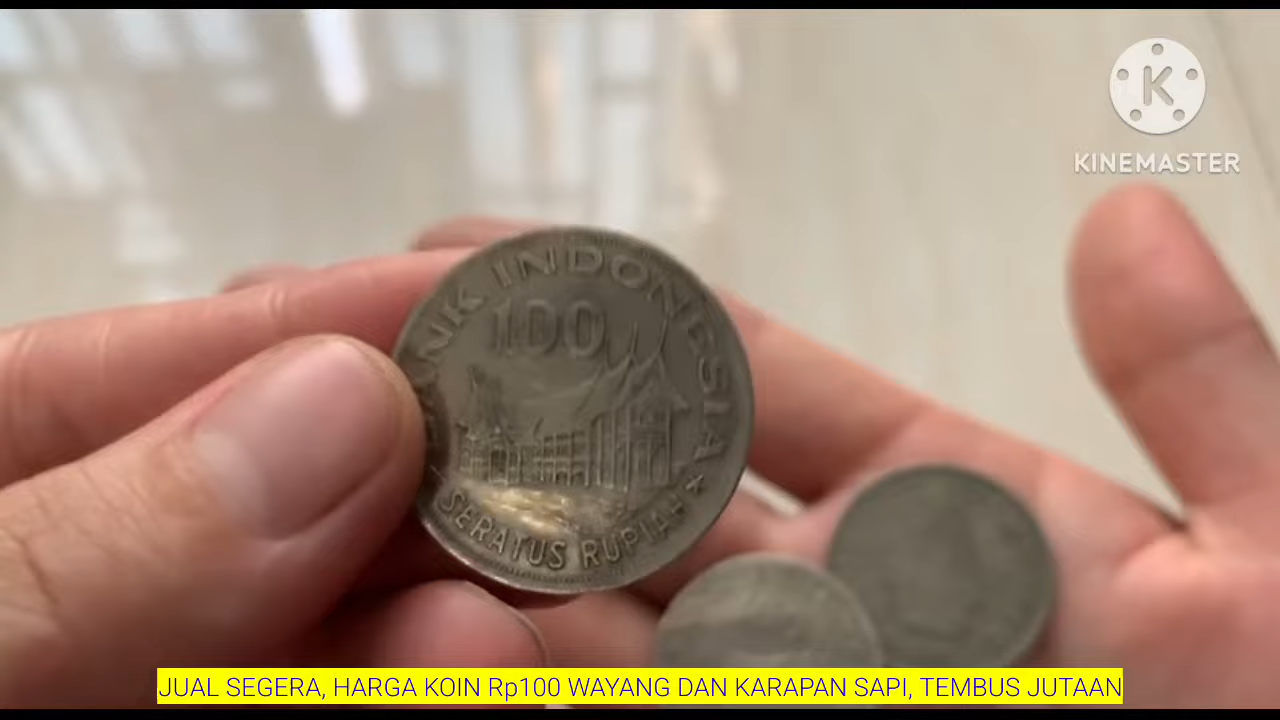 K
KINEMASTER
BANK INDONESIA
100
SERATUS RUPIAH
JUAL SEGERA, HARGA KOIN Rp100 WAYANG DAN KARAPAN SAPI, TEMBUS JUTAAN